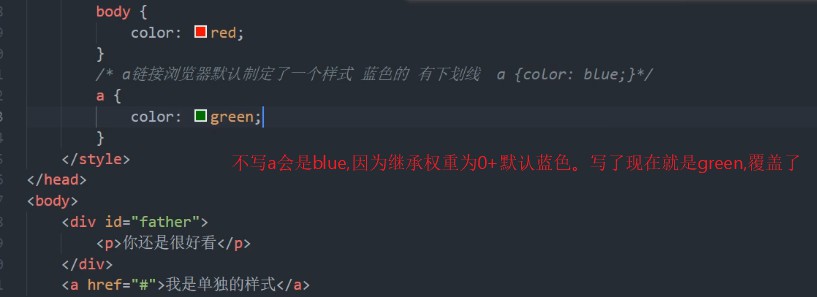 body {
color: red;
}
/* a链接浏览器默认制定了一个样式 蓝色的 有下划线 a {color: blue;}*/
a {
color: green;
}
</style>
不写a会是blue,因为继承权重为0+默认蓝色。写了现在就是green,覆盖了
</head>
<body>
<div id="father">
<p>你还是很好看</p>
</div>
<a href="#">我是单独的样式</a>